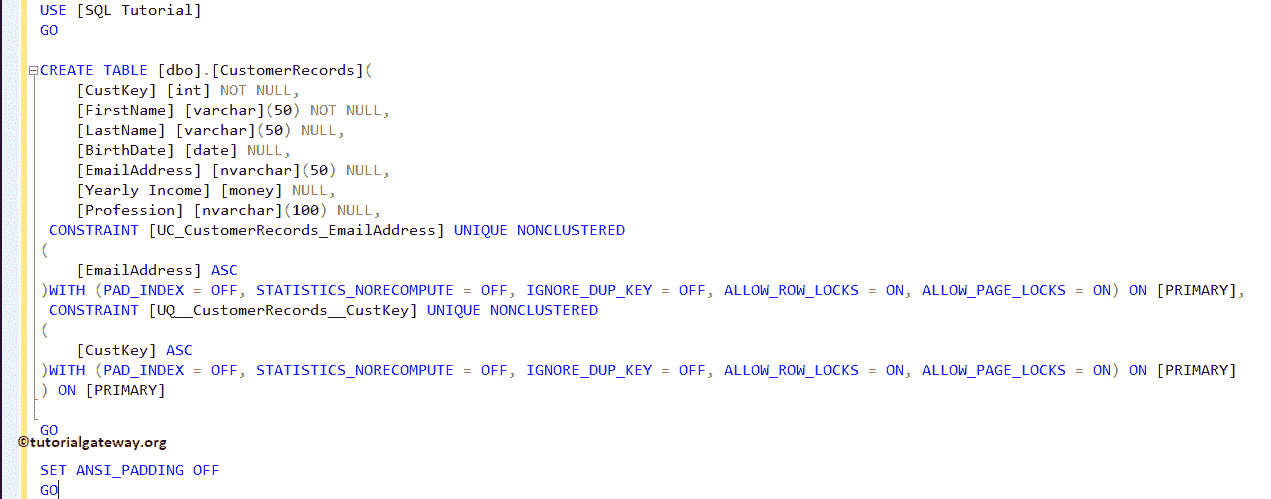 USE [SQL Tutorial]
GO
CREATE TABLE [dbo].[CustomerRecords](
[CustKey] [int] NOT NULL,
[FirstName] [varchar](50) NOT NULL,
[LastName] [varchar](50) NULL,
[BirthDate] [date] NULL,
[EmailAddress] [nvarchar](50) NULL,
[Yearly Income] [money] NULL,
[Profession] [nvarchar](100) NULL,
CONSTRAINT [UC_CustomerRecords_EmailAddress] UNIQUE NONCLUSTERED
(
[EmailAddress] ASC
)WITH (PAD_INDEX = OFF, STATISTICS_NORECOMPUTE = OFF, IGNORE_DUP_KEY = OFF, ALLOW_ROW_LOCKS = ON, ALLOW_PAGE_LOCKS = ON) ON [PRIMARY],
CONSTRAINT [UQ__CustomerRecords__CustKey] UNIQUE NONCLUSTERED
(
[CustKey] ASC
)WITH (PAD_INDEX = OFF, STATISTICS_NORECOMPUTE = OFF, IGNORE_DUP_KEY = OFF, ALLOW_ROW_LOCKS = ON, ALLOW_PAGE_LOCKS = ON) ON [PRIMARY]
) ON [PRIMARY]
GO
©tutorialgateway.org
SET ANSI_PADDING OFF
GO